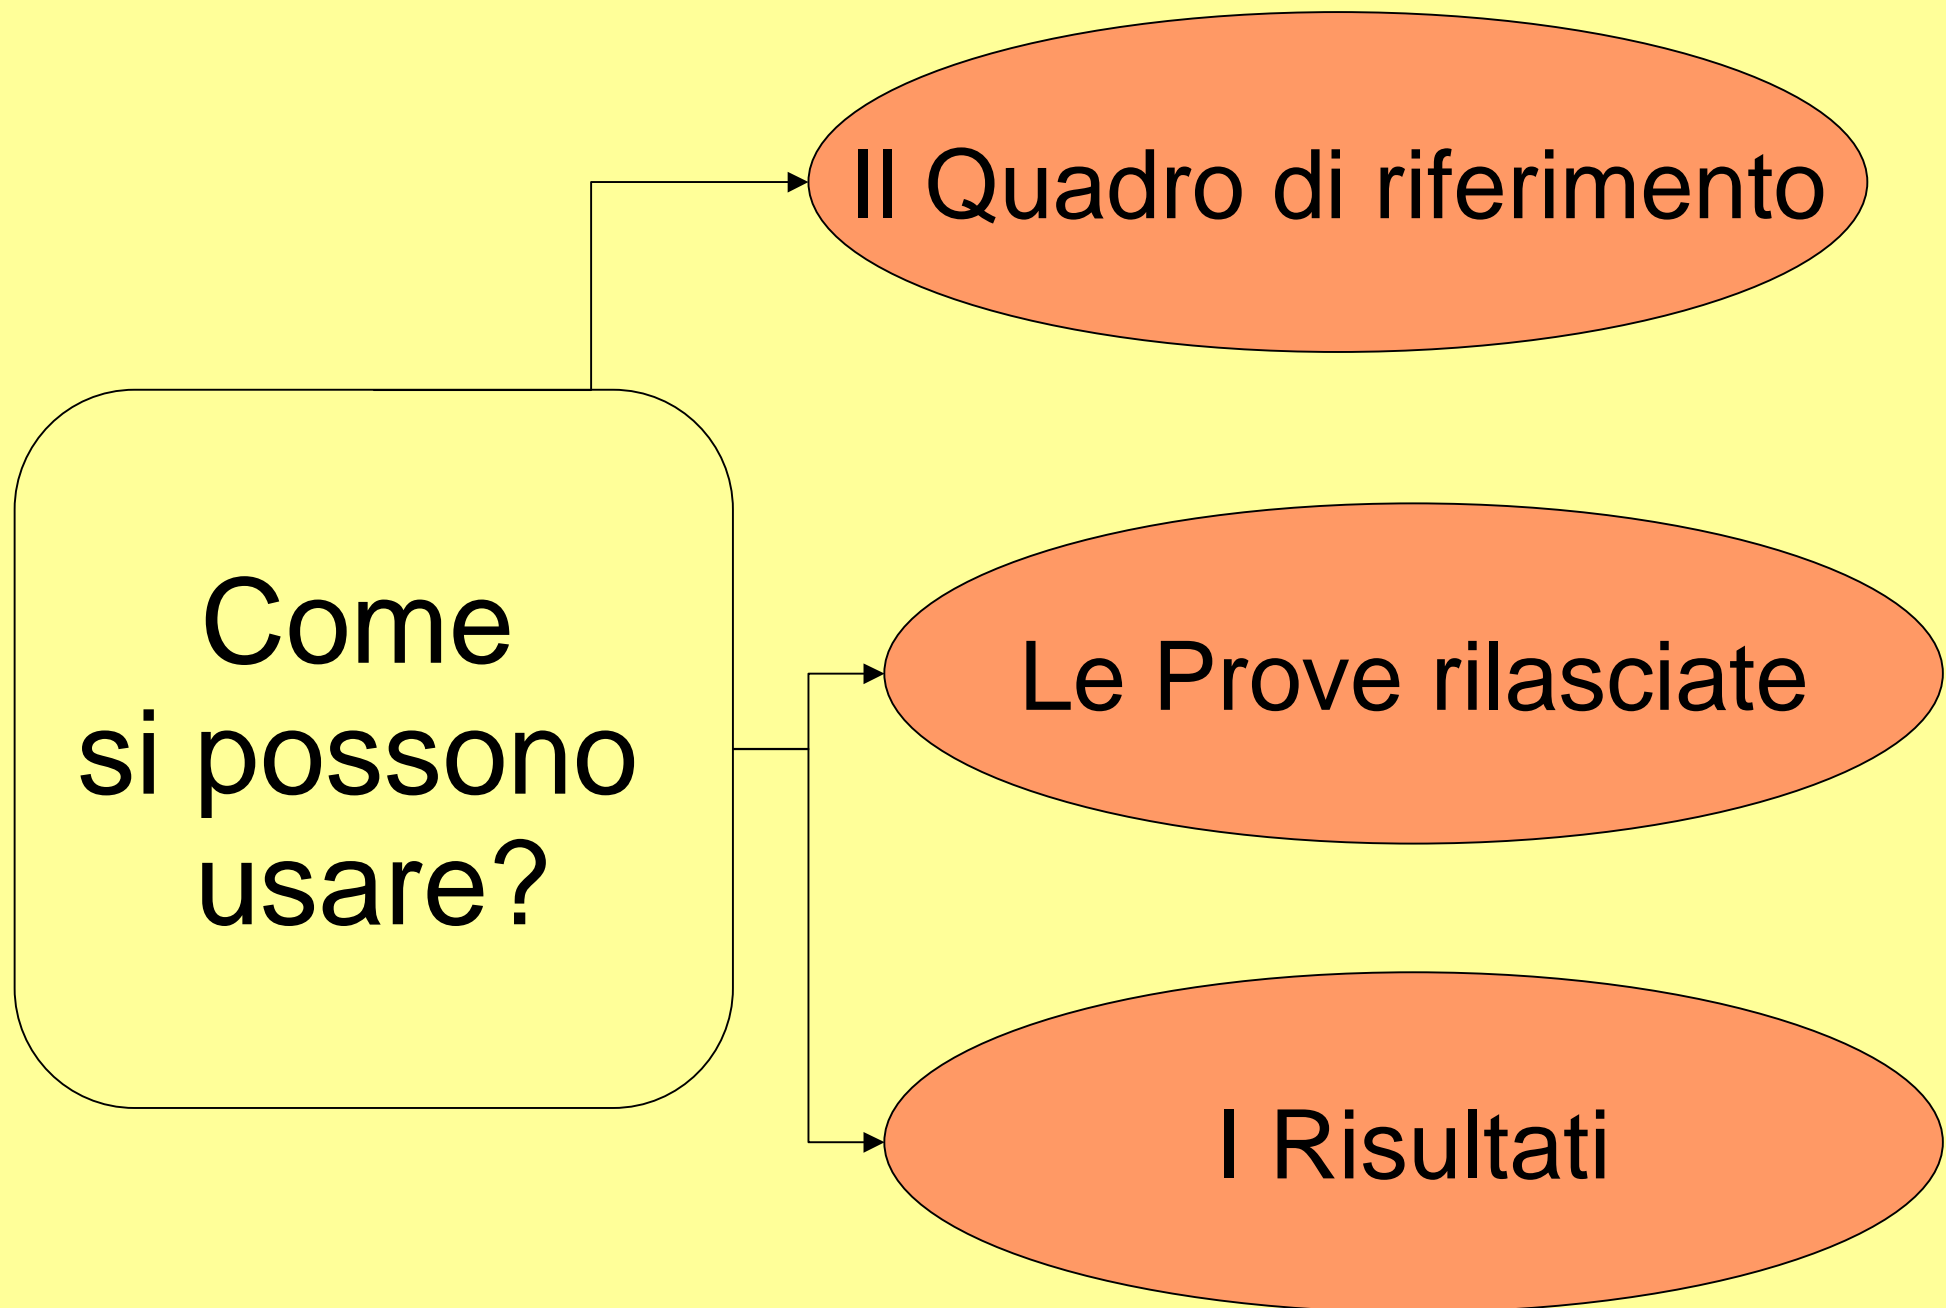 Come
si possono
usare?
Il Quadro di riferimento
Le Prove rilasciate
I Risultati